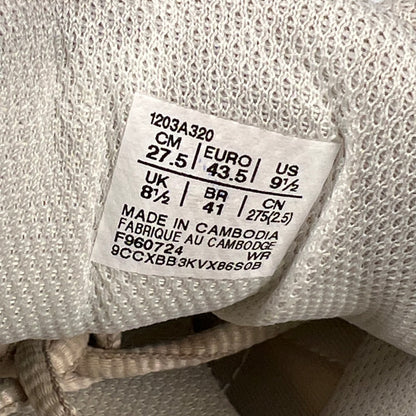 1203A320
CM EURO US
27.5 43.5 9½
UK BR CN
8½ 41 275(2.5)
MADE IN CAMBODIA
FABRIQUE AU CAMBODGE
F960724 WR
9CCXBB3KVX86S0B